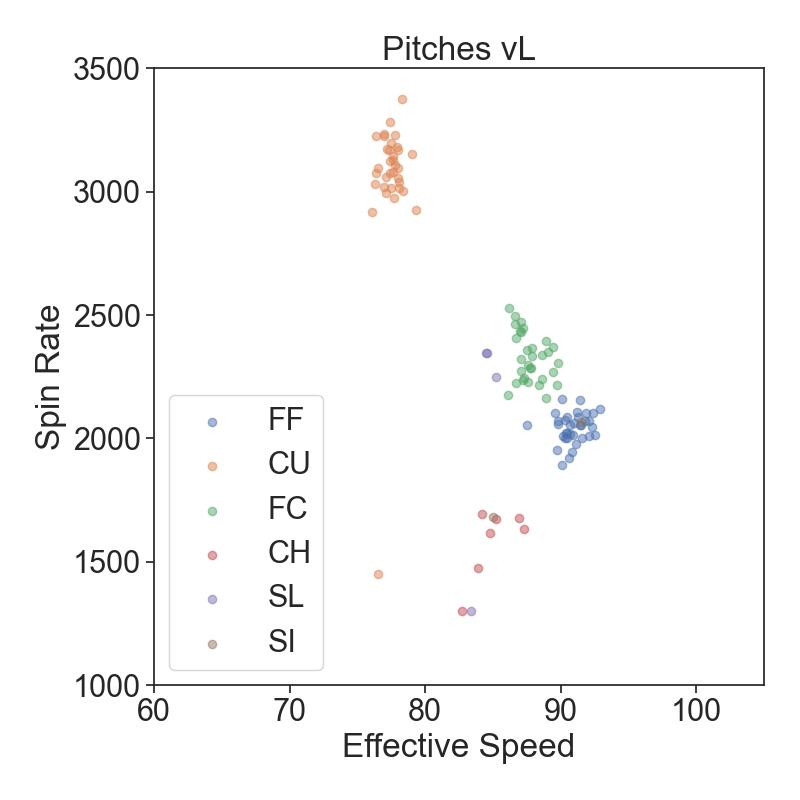 Pitches vL
3500
3000
2500
2000
1500
1000
Spin Rate
FF
CU
FC
CH
SL
SI
60 70 80 90 100
Effective Speed